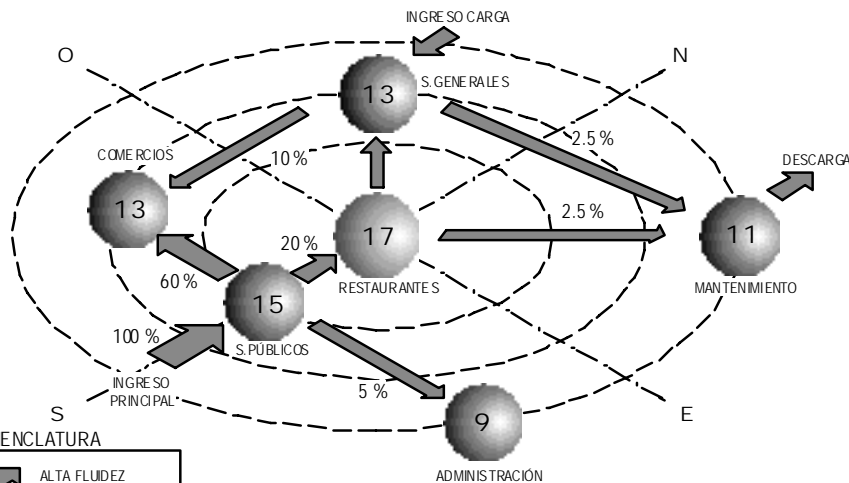 INGRESO CARGA
O
N
S. GENERALES
13
2.5 %
COMERCIOS
10 %
DESCARGA
13
2.5 %
17
11
20 %
60 %
RESTAURANTES
MANTENIMIENTO
15
100 %
S. PÚBLICOS
INGRESO
PRINCIPAL
5 %
S
9
E
ENCLATURA
ALTA FLUIDEZ
ADMINISTRACIÓN